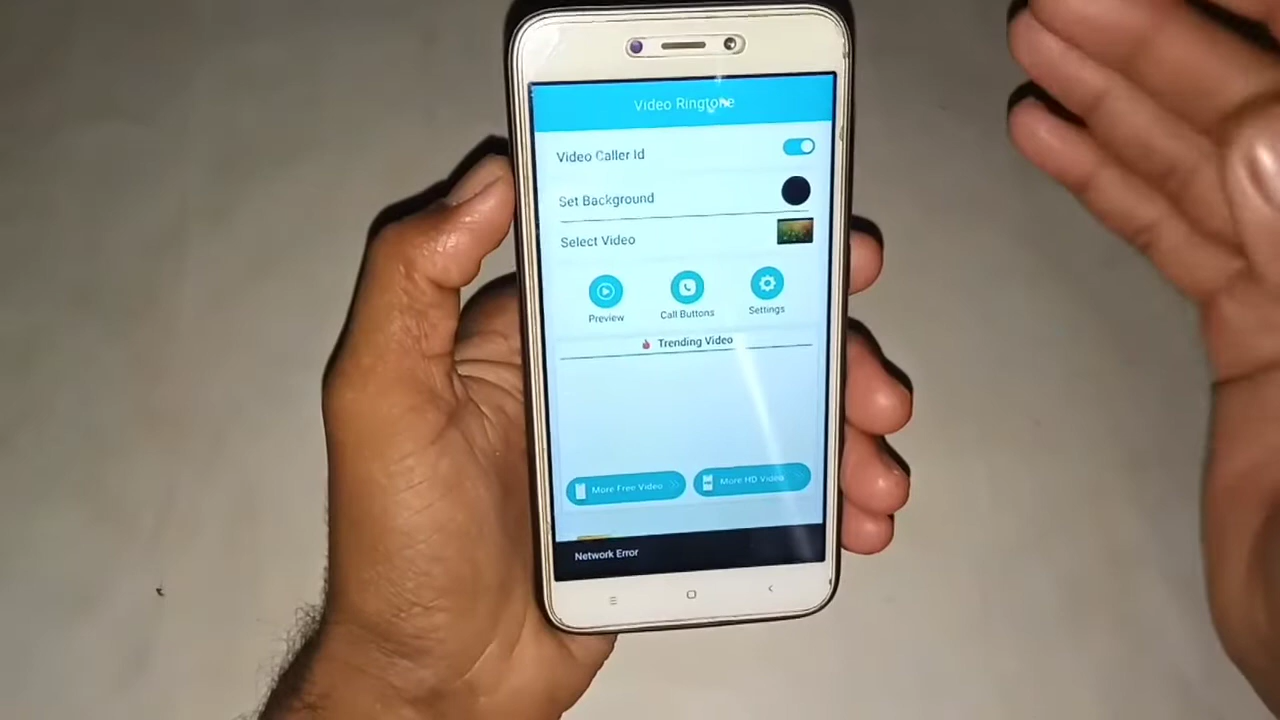 Video Ringtone
Video Caller Id
Set Background
Select Video
Preview
Call Buttons
Settings
Trending Video
More Free Video
More HD Video
Network Error